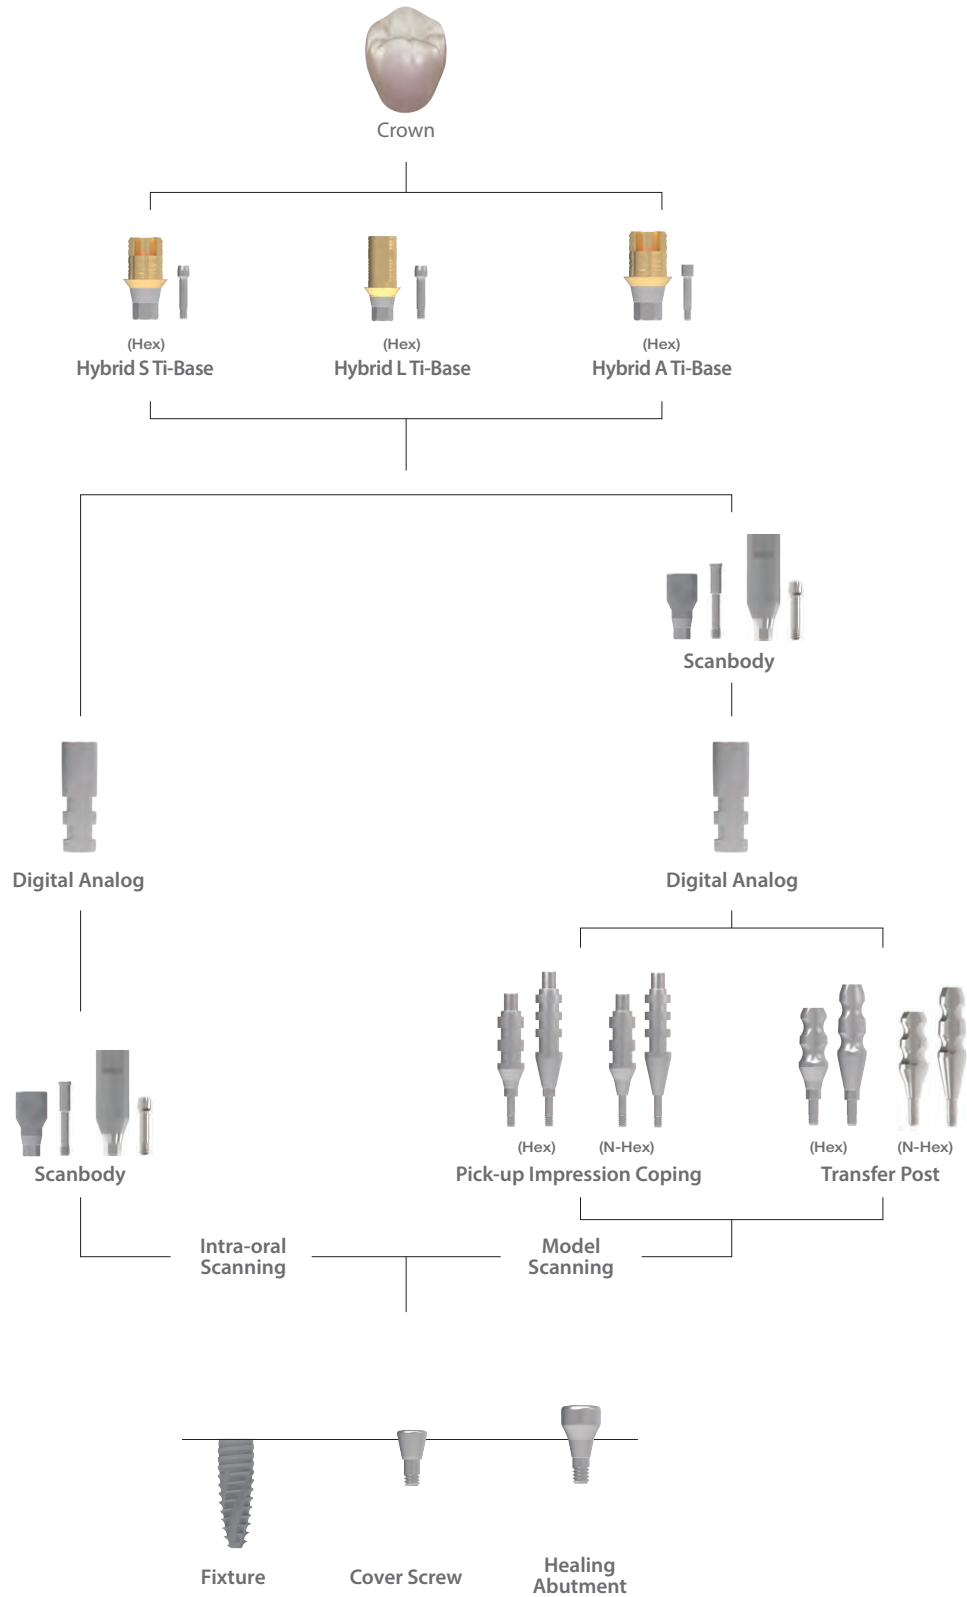 Crown
(Hex)
Hybrid S Ti-Base
(Hex)
Hybrid L Ti-Base
(Hex)
Hybrid A Ti-Base
Scanbody
Digital Analog
Digital Analog
Scanbody
(Hex)
(N-Hex)
Pick-up Impression Coping
(Hex)
(N-Hex)
Transfer Post
Intra-oral
Scanning
Model
Scanning
Fixture
Cover Screw
Healing
Abutment